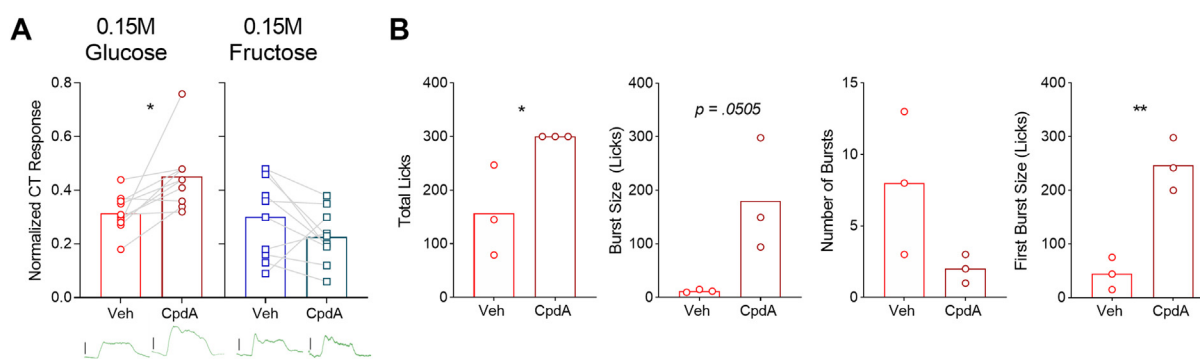 A
0.15M
Glucose
0.15M
Fructose
Normalized CT Response
0.8
0.6
0.4
0.2
0.0
Veh
CpdA
Veh
CpdA
B
Total Licks
400
300
200
100
0
*
*
Veh
CpdA
Burst Size (Licks)
400
300
200
100
0
p = .0505
Veh
CpdA
Number of Bursts
15
10
5
0
Veh
CpdA
First Burst Size (Licks)
400
300
200
100
0
**
Veh
CpdA